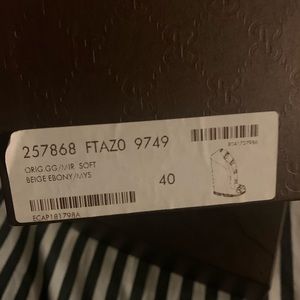 257868 FTAZ0 9749
ORIG.GG/MIR SOFT
BEIGE EBONY/MYS
40
ECAP181798A